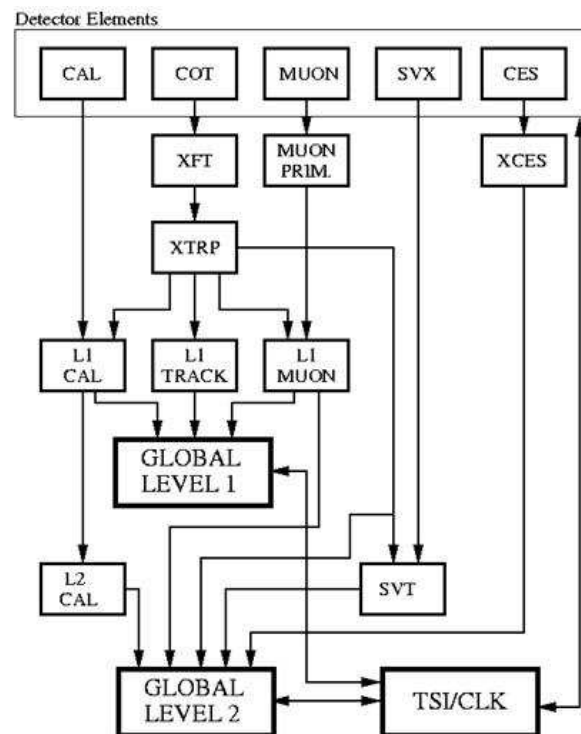 Detector Elements
CAL
COT
MUON
SVX
CES
XFT
MUON
PRIM.
XCES
XTRP
L1
CAL
L1
TRACK
L1
MUON
GLOBAL
LEVEL 1
L2
CAL
SVT
GLOBAL
LEVEL 2
TSI/CLK